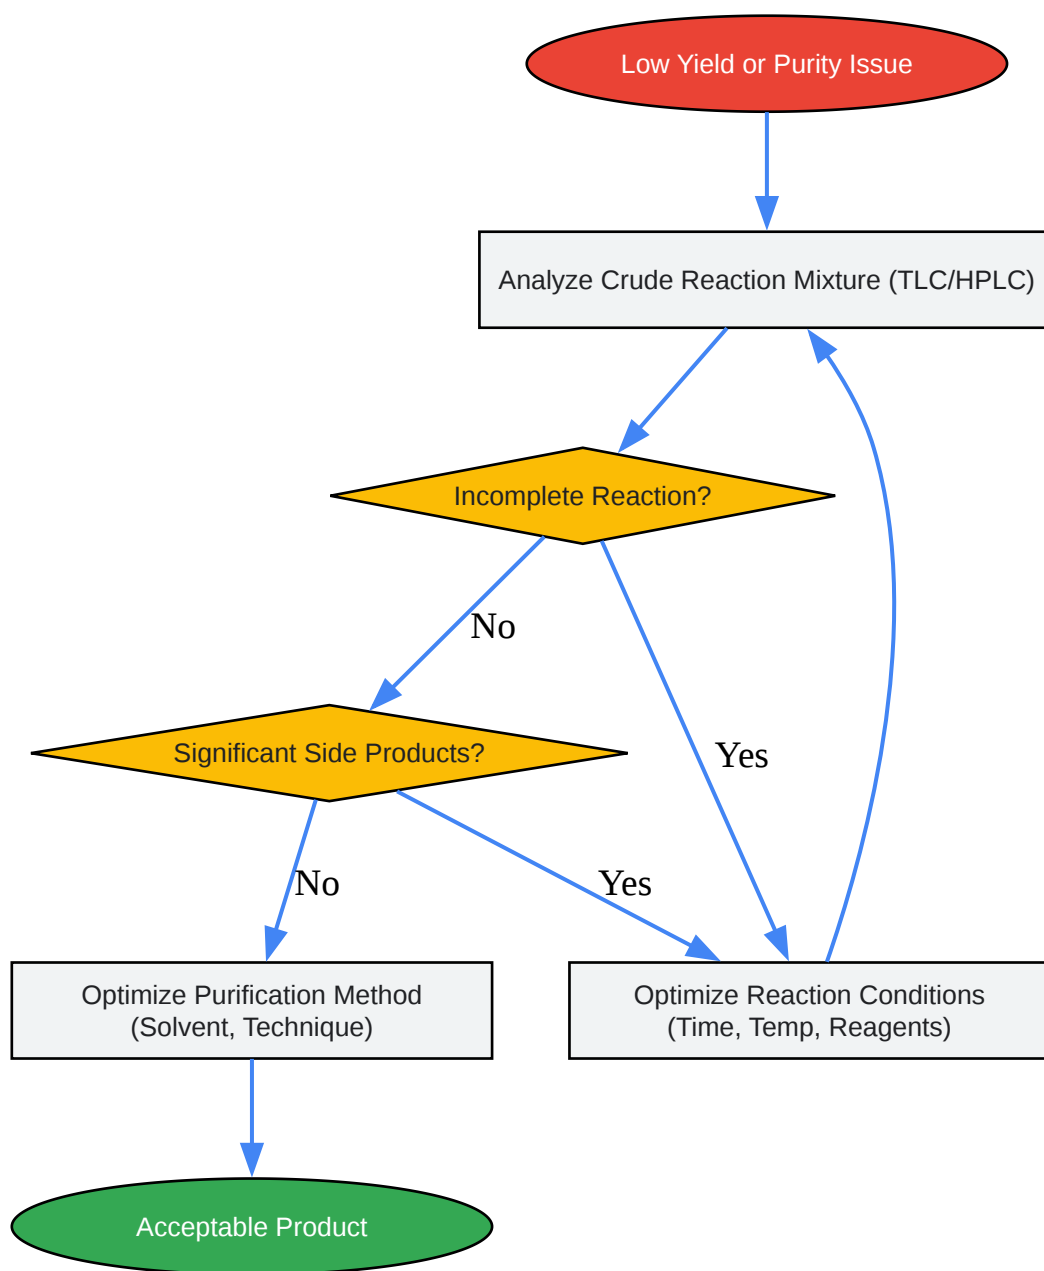 Low Yield or Purity Issue
Analyze Crude Reaction Mixture (TLC/HPLC)
Incomplete Reaction?
No
Significant Side Products?
Yes
No
Yes
Optimize Purification Method
(Solvent, Technique)
Optimize Reaction Conditions
(Time, Temp, Reagents)
Acceptable Product